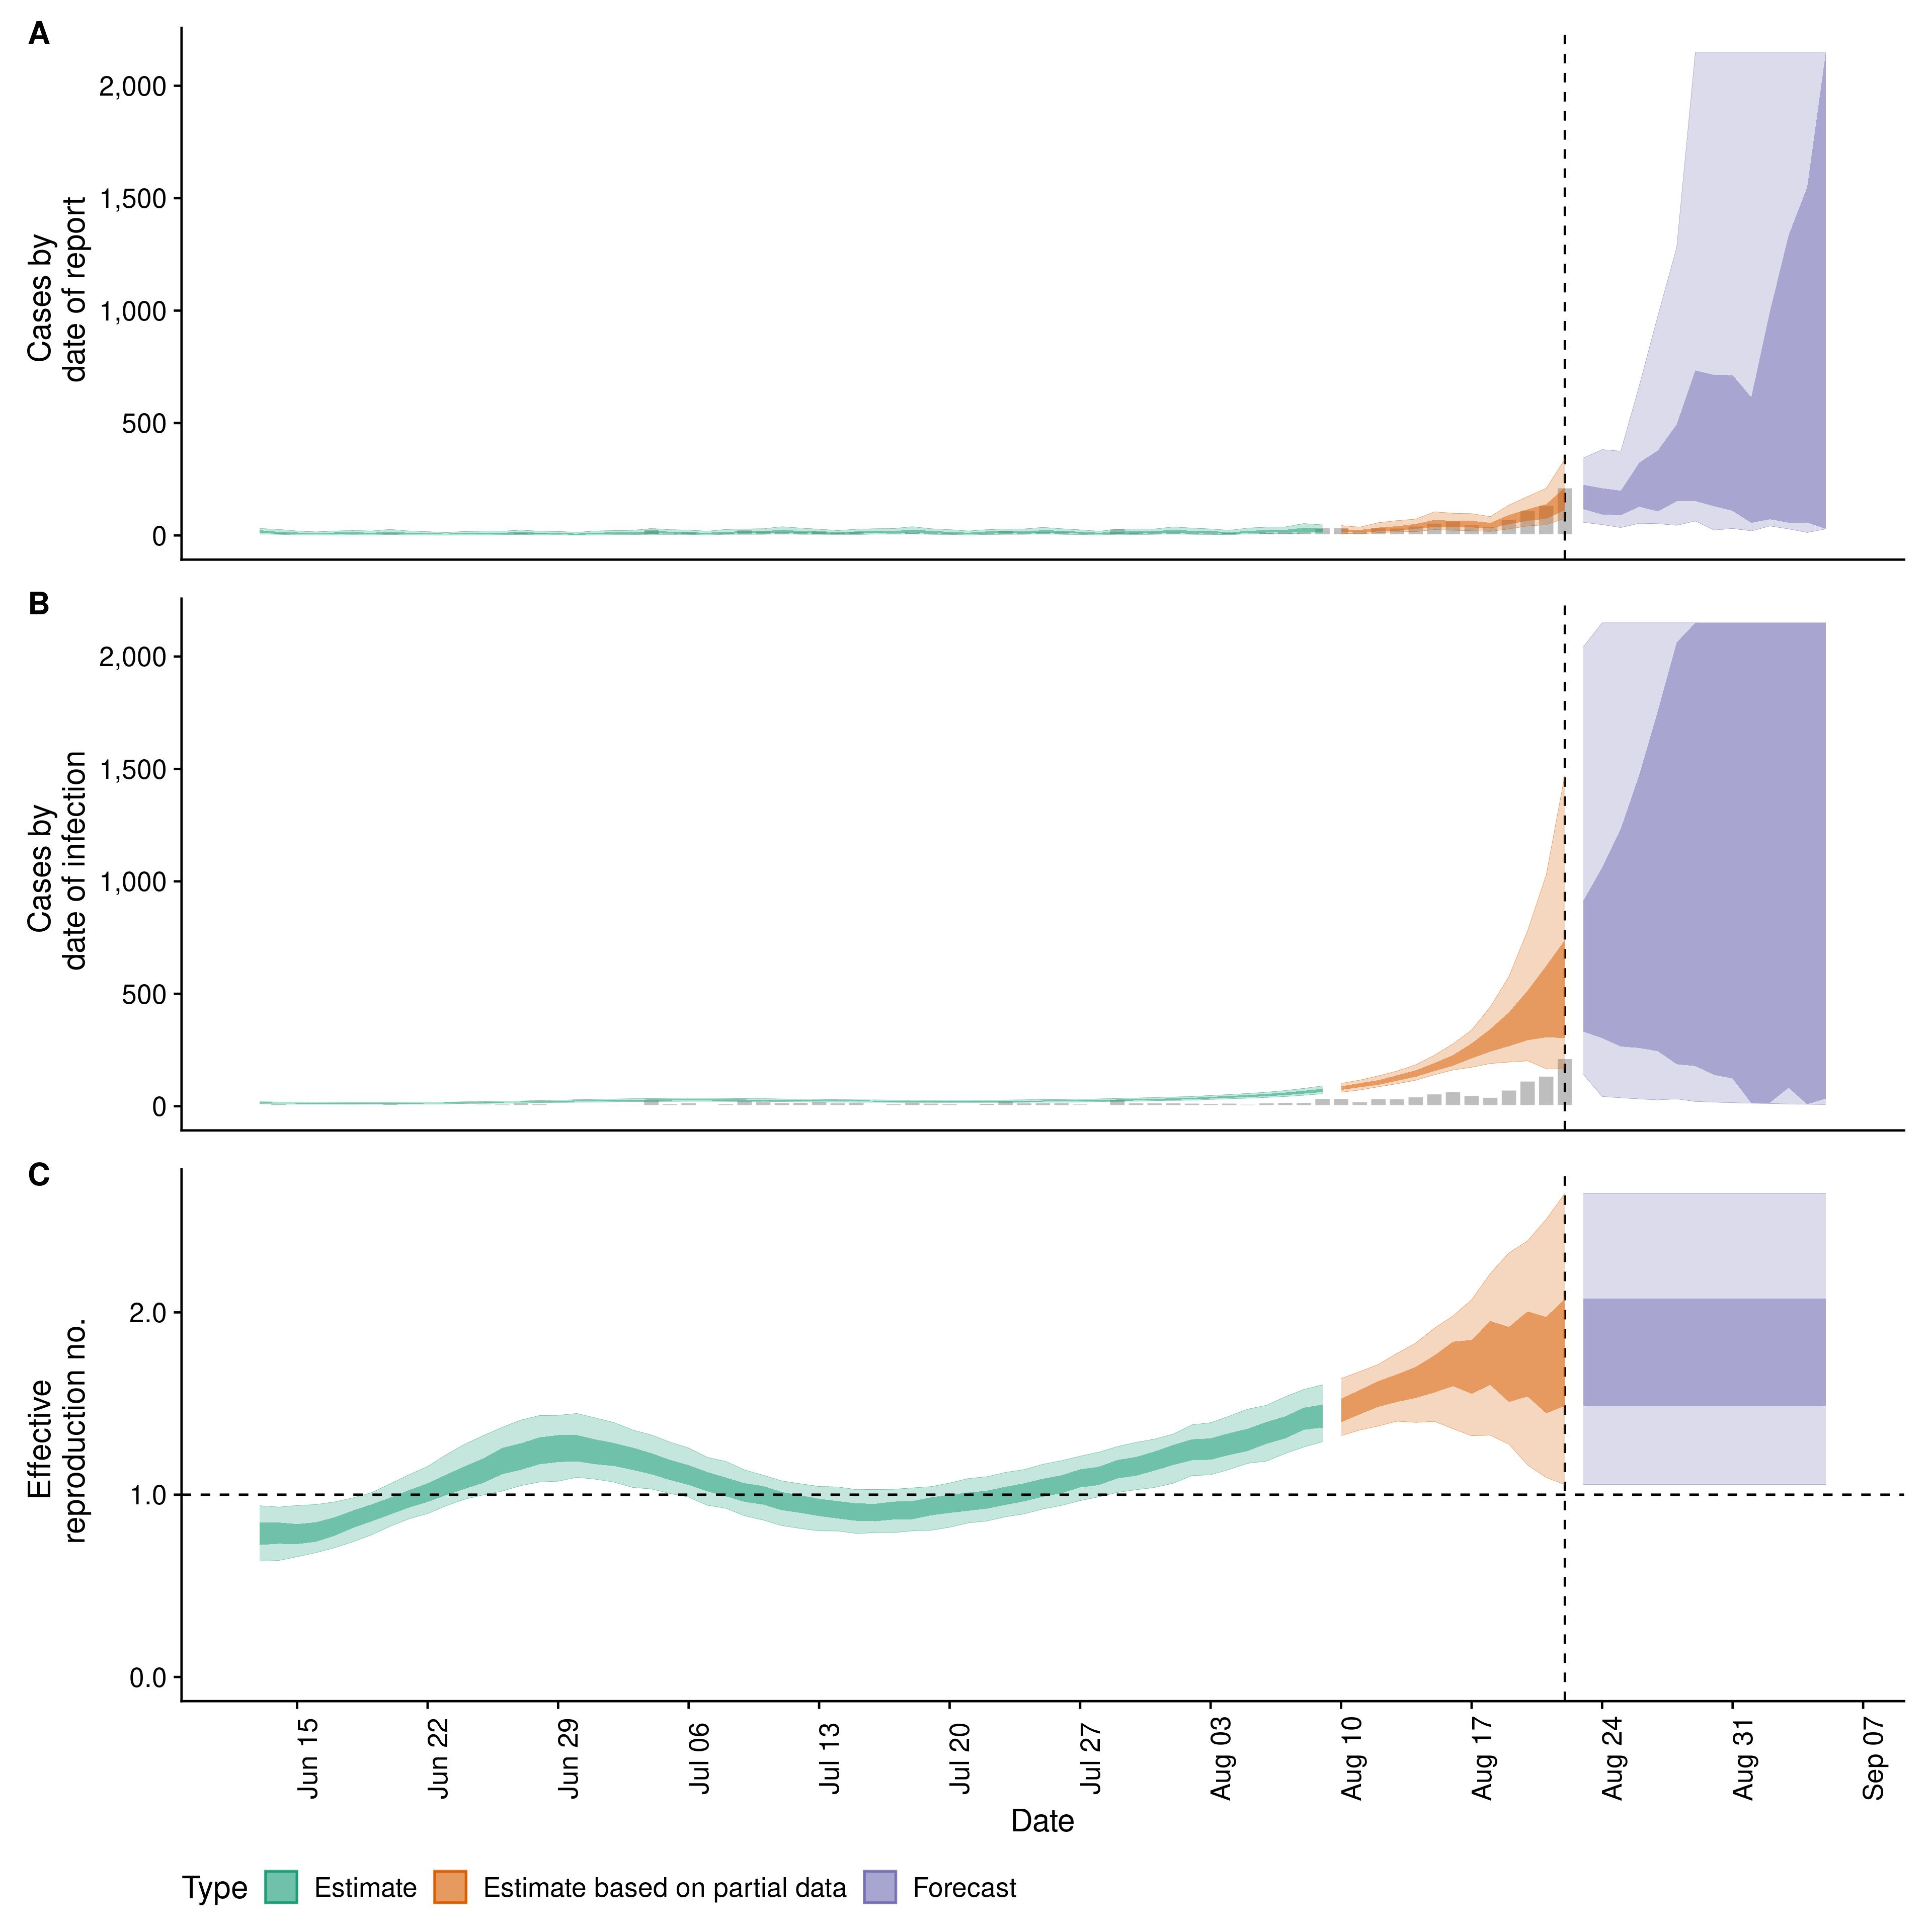 A
Cases by
date of report
2,000
1,500
1,000
500
0
B
Cases by
date of infection
2,000
1,500
1,000
500
0
C
Effective
reproduction no.
2.0
1.0
0.0
Jun 15
Jun 22
Jun 29
Jul 06
Jul 13
Jul 20
Jul 27
Aug 03
Aug 10
Aug 17
Aug 24
Aug 31
Sep 07
Date
Type Estimate Estimate based on partial data Forecast